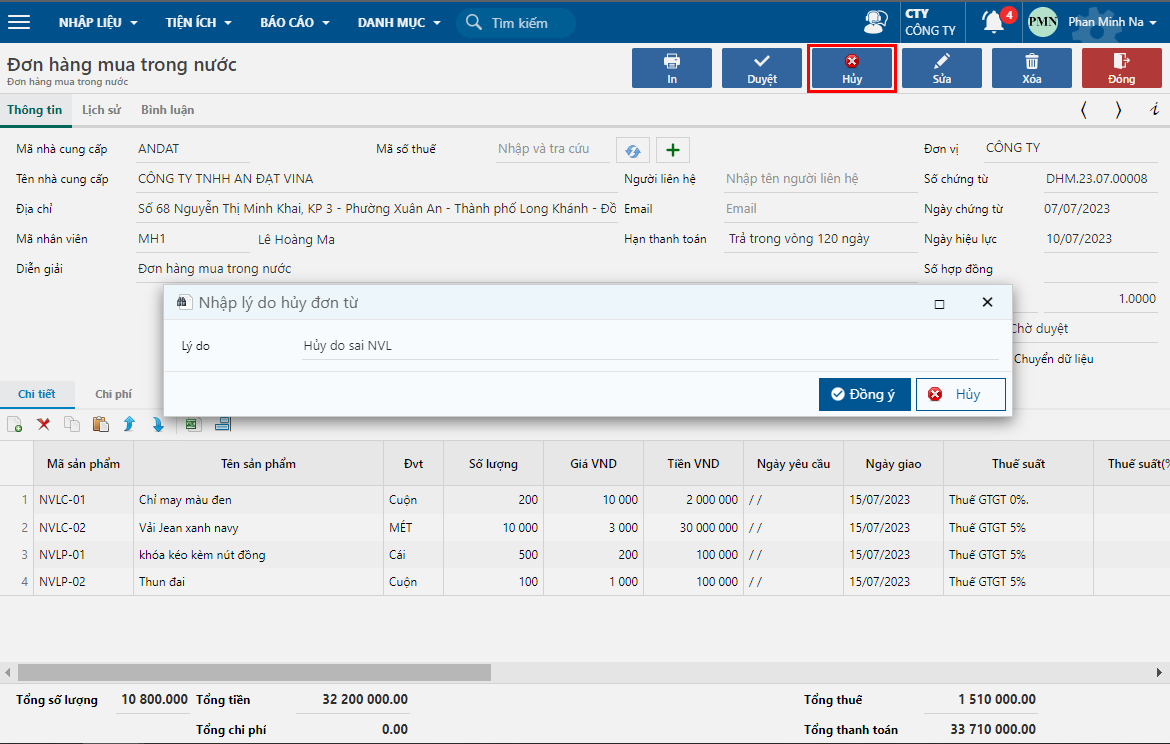 NHẬP LIỆU TIỆN ÍCH BÁO CÁO DANH MỤC Tìm kiếm CTY CÔNG TY 4 PMN Phan Minh Na
Đơn hàng mua trong nước
Đơn hàng mua trong nước
In Duyệt Hủy Sửa Xóa Đóng
Thông tin Lịch sử Bình luận
Mã nhà cung cấp ANDAT Mã số thuế Nhập và tra cứu Đơn vị CÔNG TY
Tên nhà cung cấp CÔNG TY TNHH AN ĐẠT VINA Người liên hệ Nhập tên người liên hệ Số chứng từ DHM.23.07.00008
Địa chỉ Số 68 Nguyễn Thị Minh Khai, KP 3 - Phường Xuân An - Thành phố Long Khánh - Đồ Email Email Ngày chứng từ 07/07/2023
Mã nhân viên MH1 Lê Hoàng Ma Hạn thanh toán Trả trong vòng 120 ngày Ngày hiệu lực 10/07/2023
Diễn giải Đơn hàng mua trong nước Số hợp đồng
1.0000
Chờ duyệt
Chuyển dữ liệu
Nhập lý do hủy đơn từ
Lý do Hủy do sai NVL
Đồng ý Hủy
Chi tiết Chi phí
Mã sản phẩm Tên sản phẩm Đvt Số lượng Giá VND Tiền VND Ngày yêu cầu Ngày giao Thuế suất Thuế suất(%
1 NVLC-01 Chỉ may màu đen Cuộn 200 10 000 2 000 000 / / 15/07/2023 Thuế GTGT 0%.
2 NVLC-02 Vải Jean xanh navy MÉT 10 000 3 000 30 000 000 / / 15/07/2023 Thuế GTGT 5%
3 NVLP-01 khóa kéo kèm nút đồng Cái 500 200 100 000 / / 15/07/2023 Thuế GTGT 5%
4 NVLP-02 Thun đai Cuộn 100 1 000 100 000 / / 15/07/2023 Thuế GTGT 5%
Tổng số lượng 10 800.000 Tổng tiền 32 200 000.00 Tổng thuế 1 510 000.00
Tổng chi phí 0.00 Tổng thanh toán 33 710 000.00